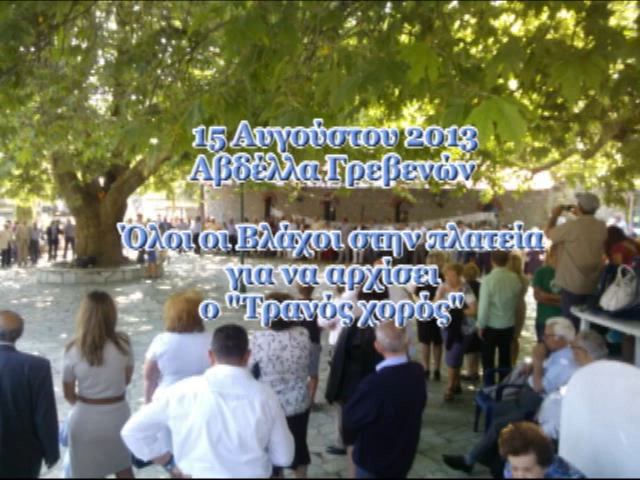 15 Αυγούστου 2013
Αβδέλλα Γρεβενών
Όλοι οι Βλάχοι στην πλατεία
για να αρχίσει
ο "Τρανός χορός"